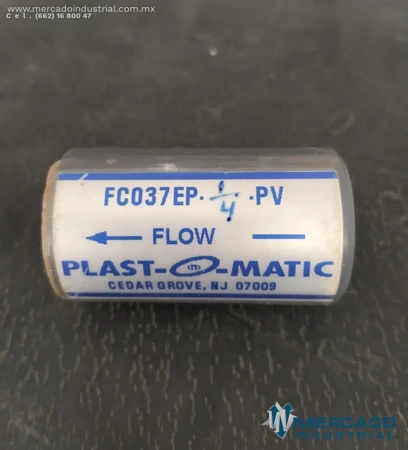 www.mercadoindustrial.com.mx
Cel. (662) 16 800 47
FC037EP-1/4-PV
FLOW
PLAST-O-MATIC
CEDAR GROVE, NJ 07009
MERCADO
INDUSTRIAL